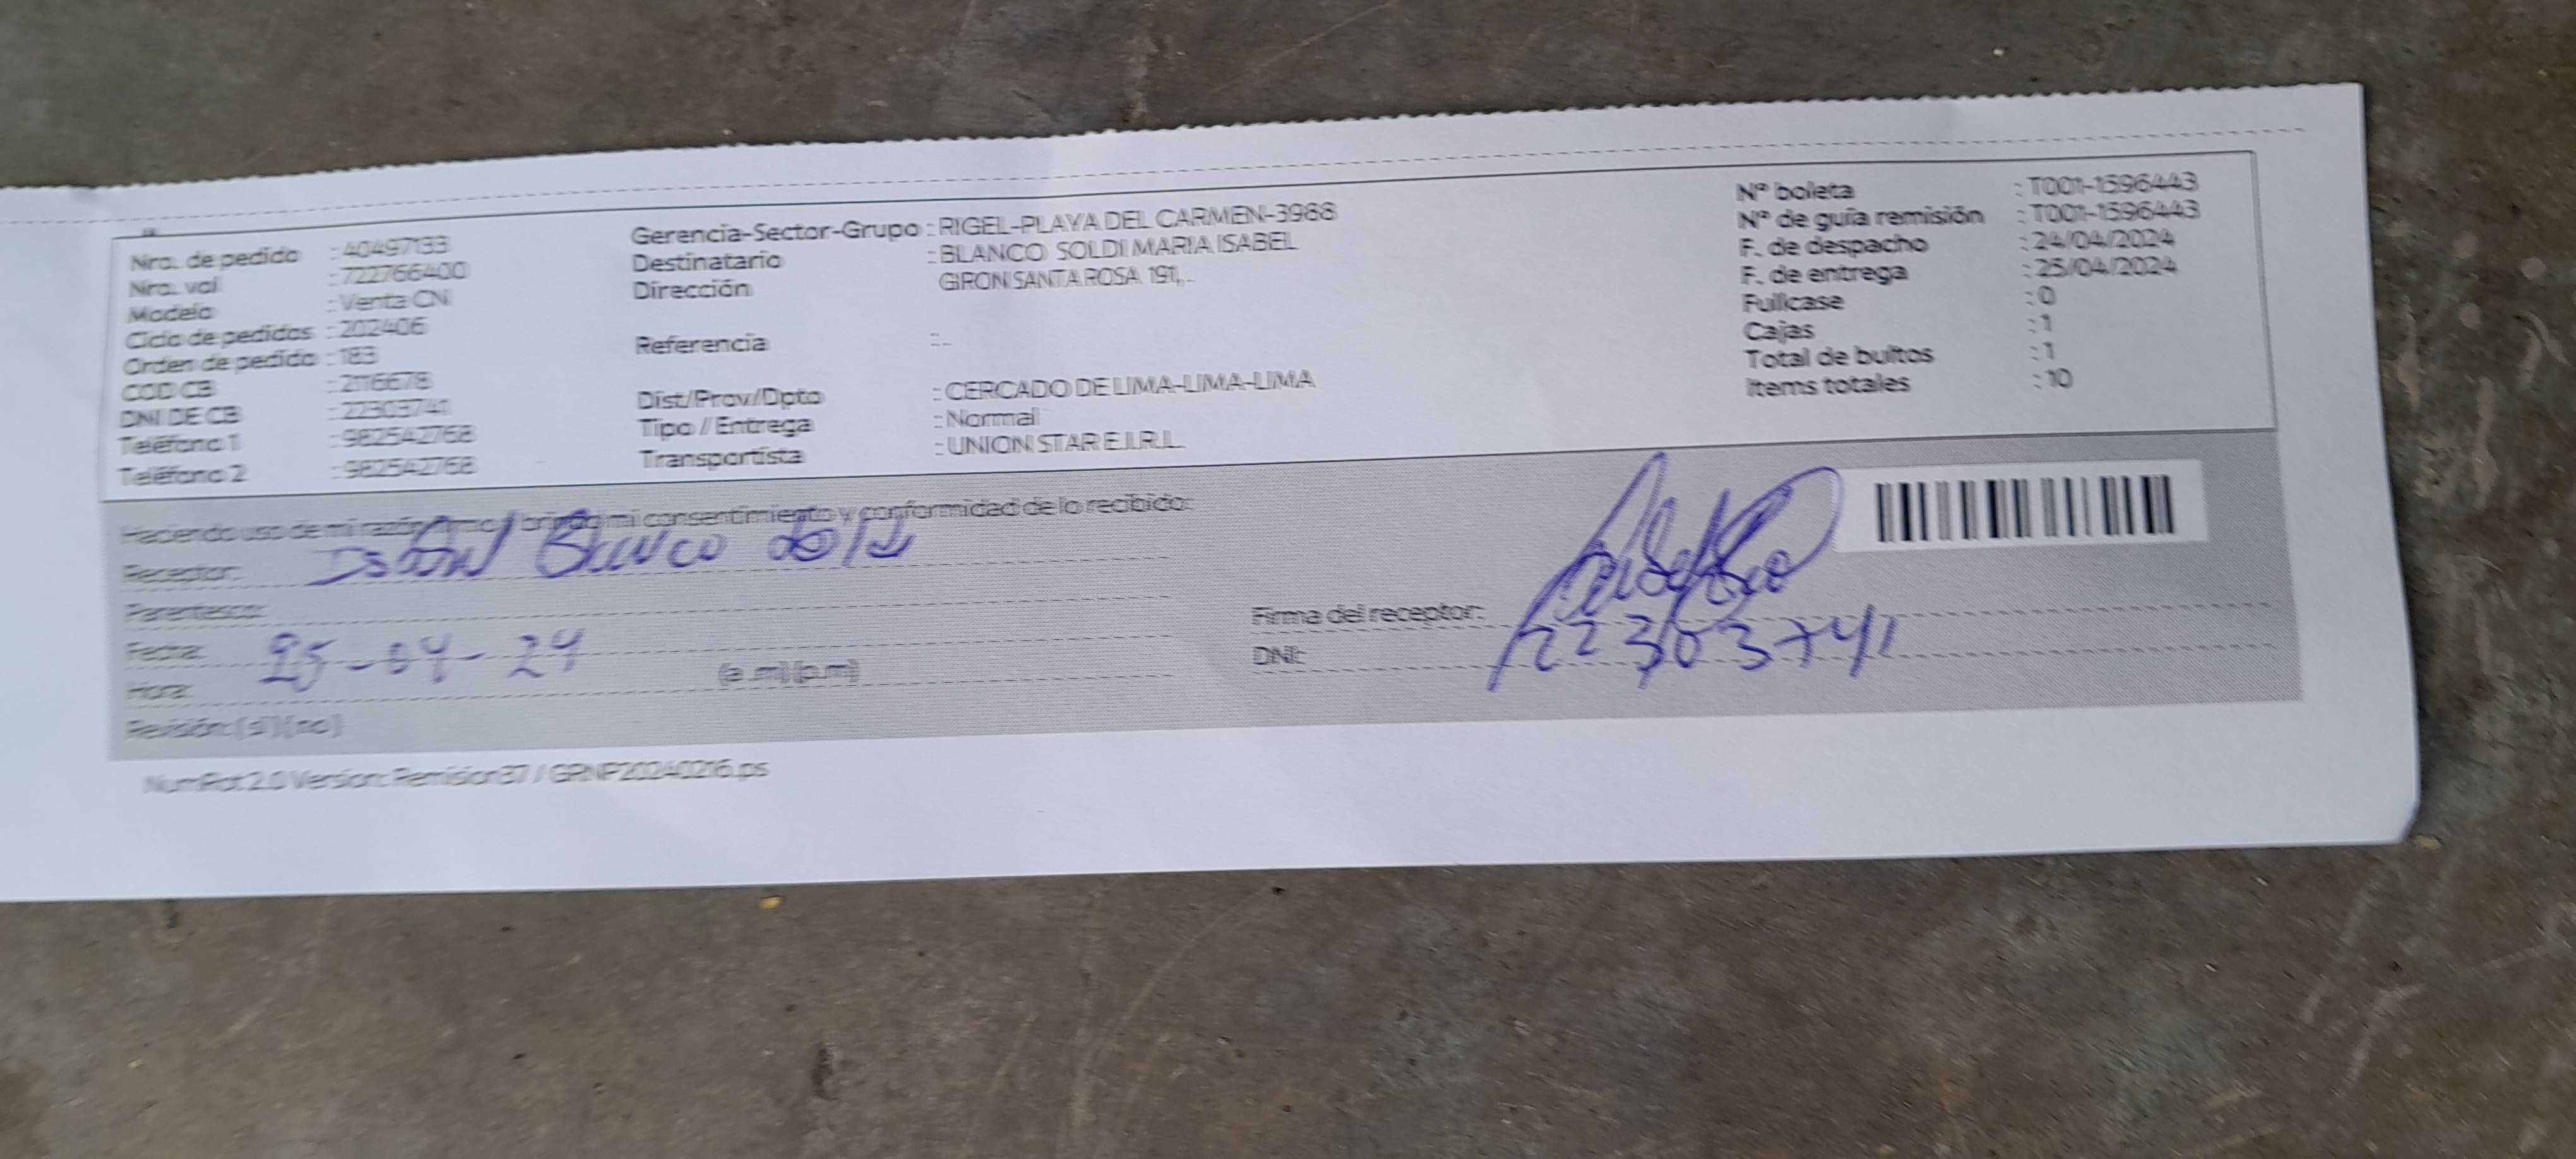 Nro. de pedido : 40497133
Nro. vol : 722766400
Modelo : Venta CN
Ciclo de pedidos : 202406
Orden de pedido : 183
COD CB : 2116678
DNI DE CB : 22303741
Teléfono 1 : 982542768
Teléfono 2 : 982542768
Gerencia-Sector-Grupo : RIGEL-PLAYA DEL CARMEN-3988
Destinatario : BLANCO SOLDI MARIA ISABEL
Dirección GIRON SANTA ROSA 191, .
Referencia : .
Dist/Prov/Dpto : CERCADO DE LIMA-LIMA-LIMA
Tipo / Entrega : Normal
Transportista : UNION STAR E.I.R.L.
N° boleta : T001-1596443
N° de guía remisión : T001-1596443
F. de despacho : 24/04/2024
F. de entrega : 25/04/2024
Fullcase : 0
Cajas : 1
Total de bultos : 1
Items totales : 10
Haciendo uso de mi razón mi consentimiento y conformidad de lo recibido:
Receptor: Isabel Blanco Soldi
Parentesco:
Fecha: 25-04-24
Hora: (a.m) (p.m)
Revisión: (si) (no)
Firma del receptor:
DNI: 22303741
NumRot 2.0 Version: Remision37 / GRNP20240216.ps